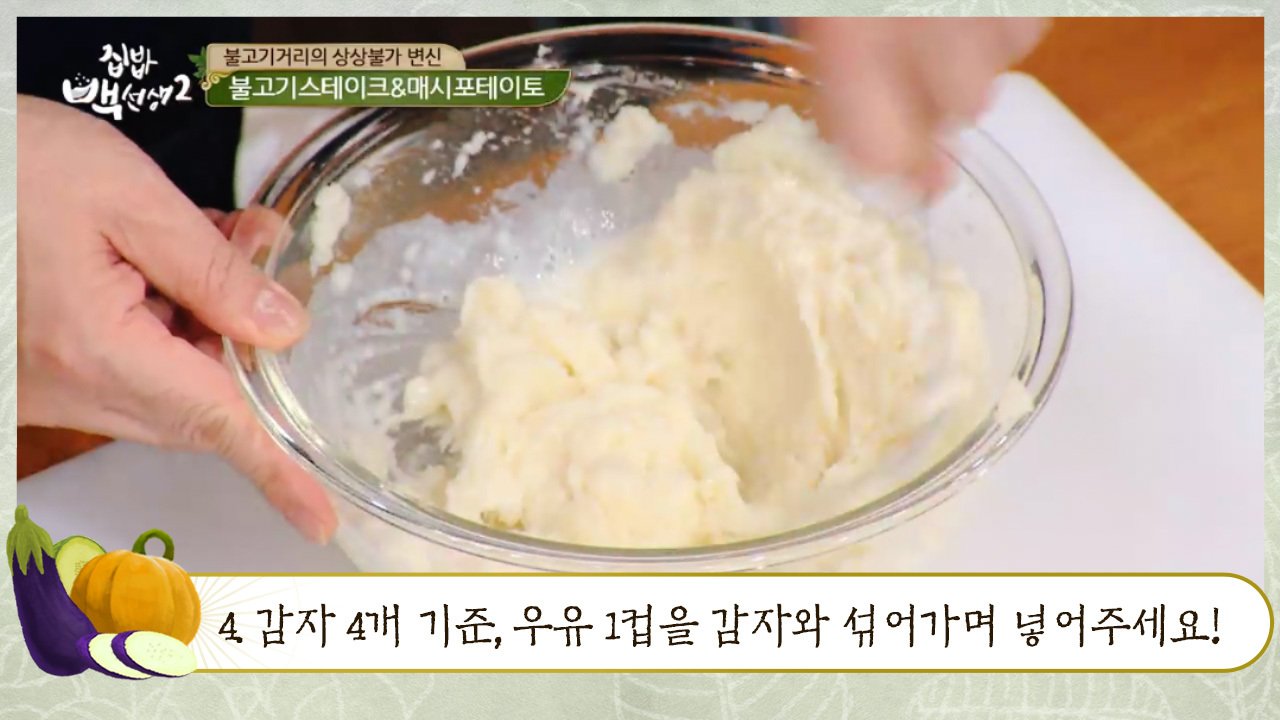 집밥
백선생2
불고기거리의 상상불가 변신
불고기스테이크&매시포테이토
4. 감자 4개 기준, 우유 1컵을 감자와 섞어가며 넣어주세요!